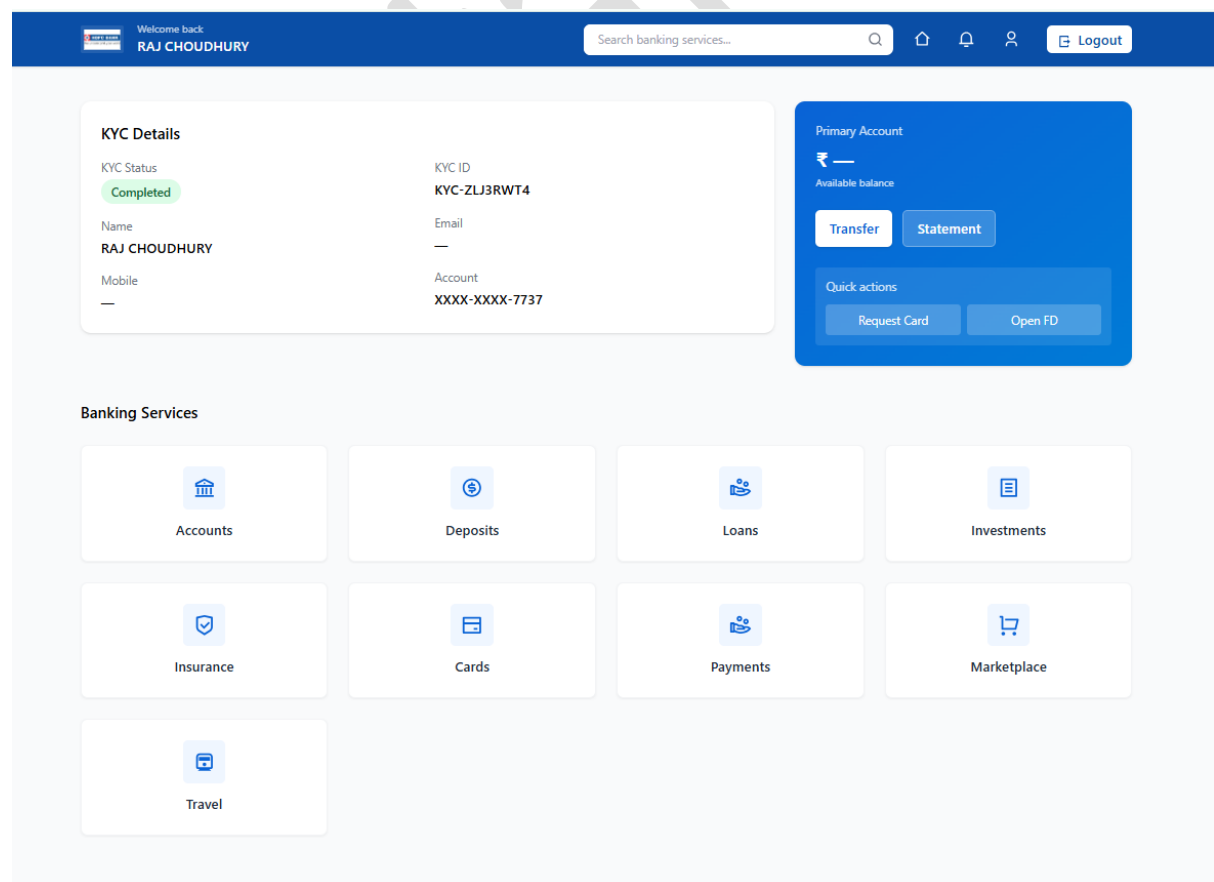 Welcome back
RAJ CHOUDHURY
Search banking services...
Logout
KYC Details
KYC Status
Completed
KYC ID
KYC-ZLJ3RWT4
Name
RAJ CHOUDHURY
Email
—
Mobile
—
Account
XXXX-XXXX-7737
Primary Account
₹ —
Available balance
Transfer
Statement
Quick actions
Request Card
Open FD
Banking Services
Accounts
Deposits
Loans
Investments
Insurance
Cards
Payments
Marketplace
Travel